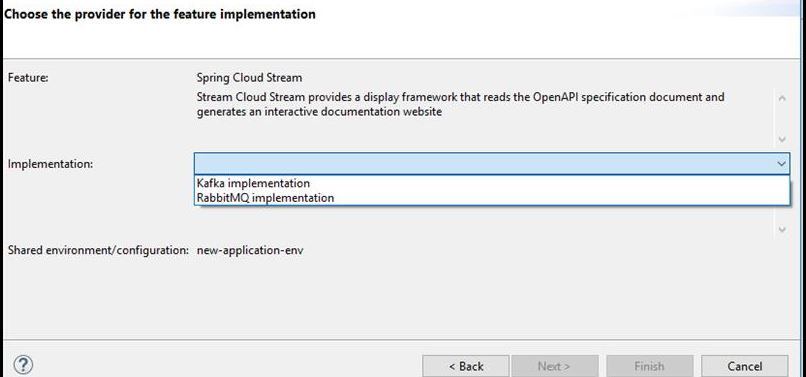 Choose the provider for the feature implementation
Feature: Spring Cloud Stream
Stream Cloud Stream provides a display framework that reads the OpenAPI specification document and
generates an interactive documentation website
Implementation:
Kafka implementation
RabbitMQ implementation
Shared environment/configuration: new-application-env
? < Back Next > Finish Cancel